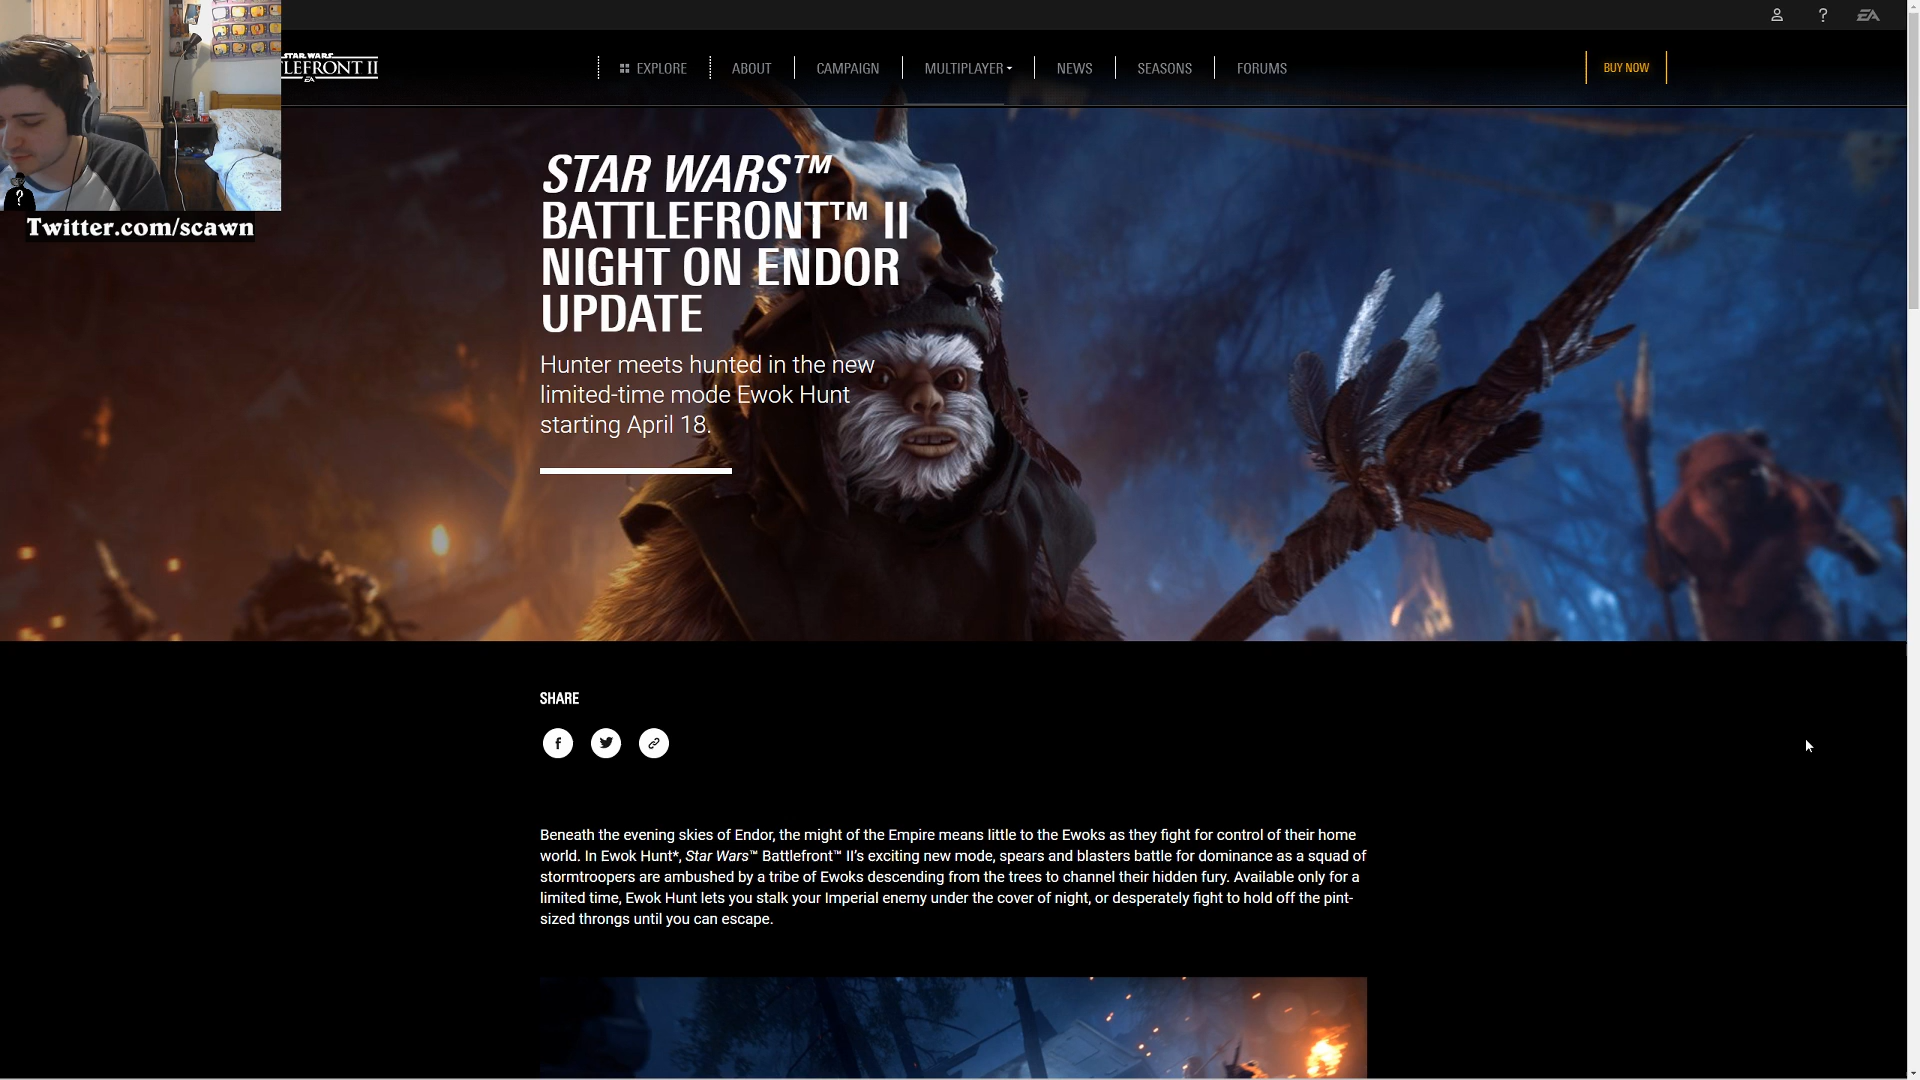 STAR WARS
LEFRONT II
EA
EXPLORE
ABOUT
CAMPAIGN
MULTIPLAYER
NEWS
SEASONS
FORUMS
BUY NOW
?
EA
?
Twitter.com/scawn
STAR WARS™
BATTLEFRONT™ II
NIGHT ON ENDOR
UPDATE
Hunter meets hunted in the new
limited-time mode Ewok Hunt
starting April 18.
SHARE
Beneath the evening skies of Endor, the might of the Empire means little to the Ewoks as they fight for control of their home
world. In Ewok Hunt*, Star Wars™ Battlefront™ II's exciting new mode, spears and blasters battle for dominance as a squad of
stormtroopers are ambushed by a tribe of Ewoks descending from the trees to channel their hidden fury. Available only for a
limited time, Ewok Hunt lets you stalk your Imperial enemy under the cover of night, or desperately fight to hold off the pint-
sized throngs until you can escape.